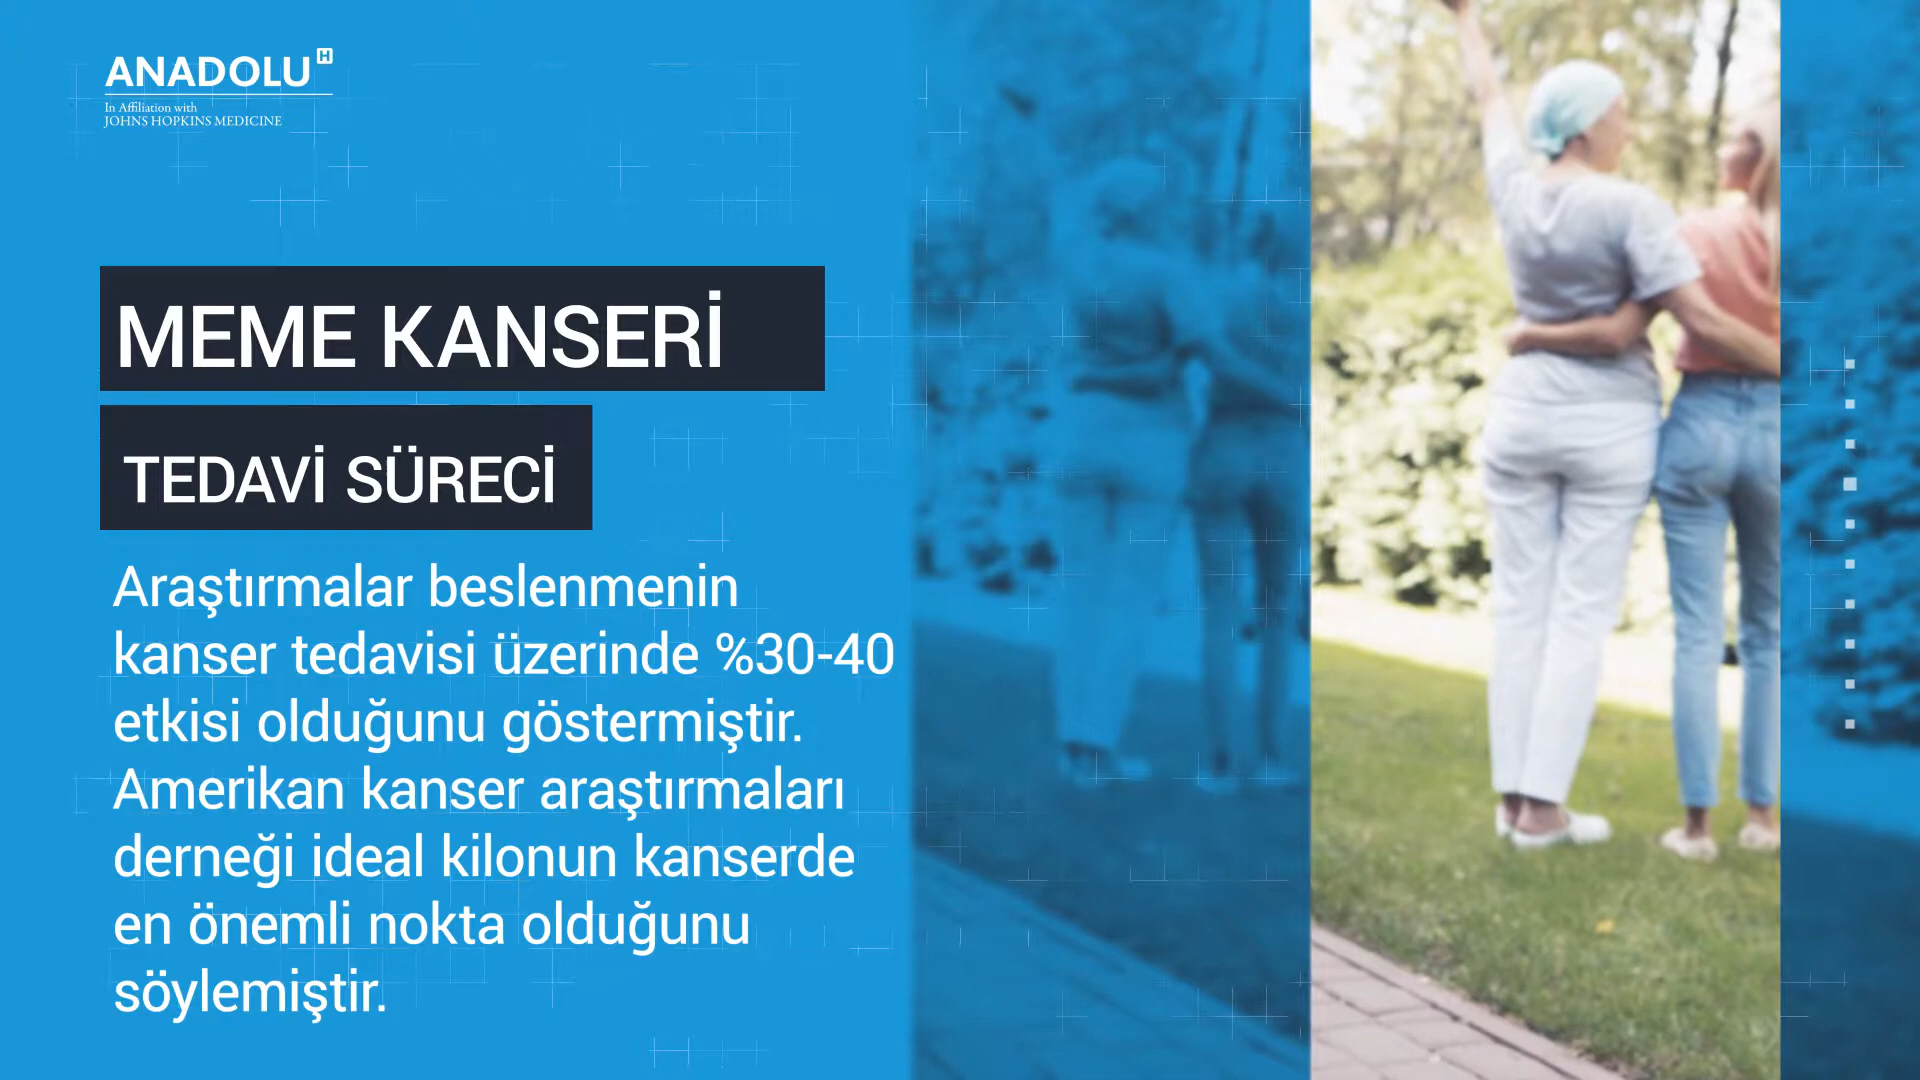 ANADOLU H
In Affiliation with
JOHNS HOPKINS MEDICINE
MEME KANSERİ
TEDAVİ SÜRECİ
Araştırmalar beslenmenin
kanser tedavisi üzerinde %30-40
etkisi olduğunu göstermiştir.
Amerikan kanser araştırmaları
derneği ideal kilonun kanserde
en önemli nokta olduğunu
söylemiştir.